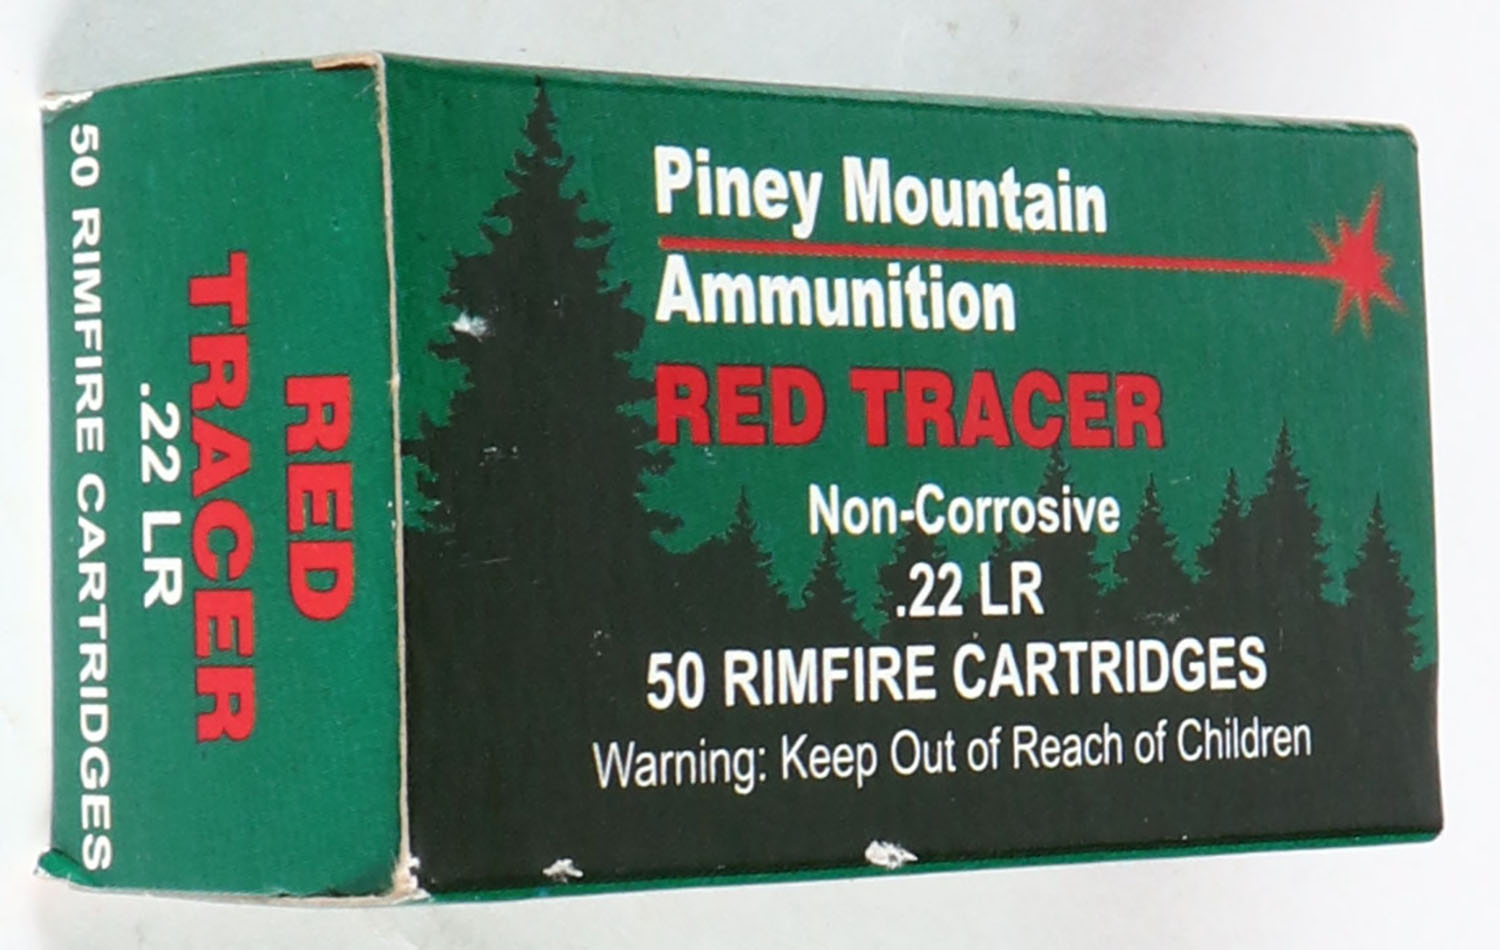 Piney Mountain
Ammunition
RED TRACER
Non-Corrosive
.22 LR
50 RIMFIRE CARTRIDGES
Warning: Keep Out of Reach of Children
RED
TRACER
.22 LR
50 RIMFIRE CARTRIDGES